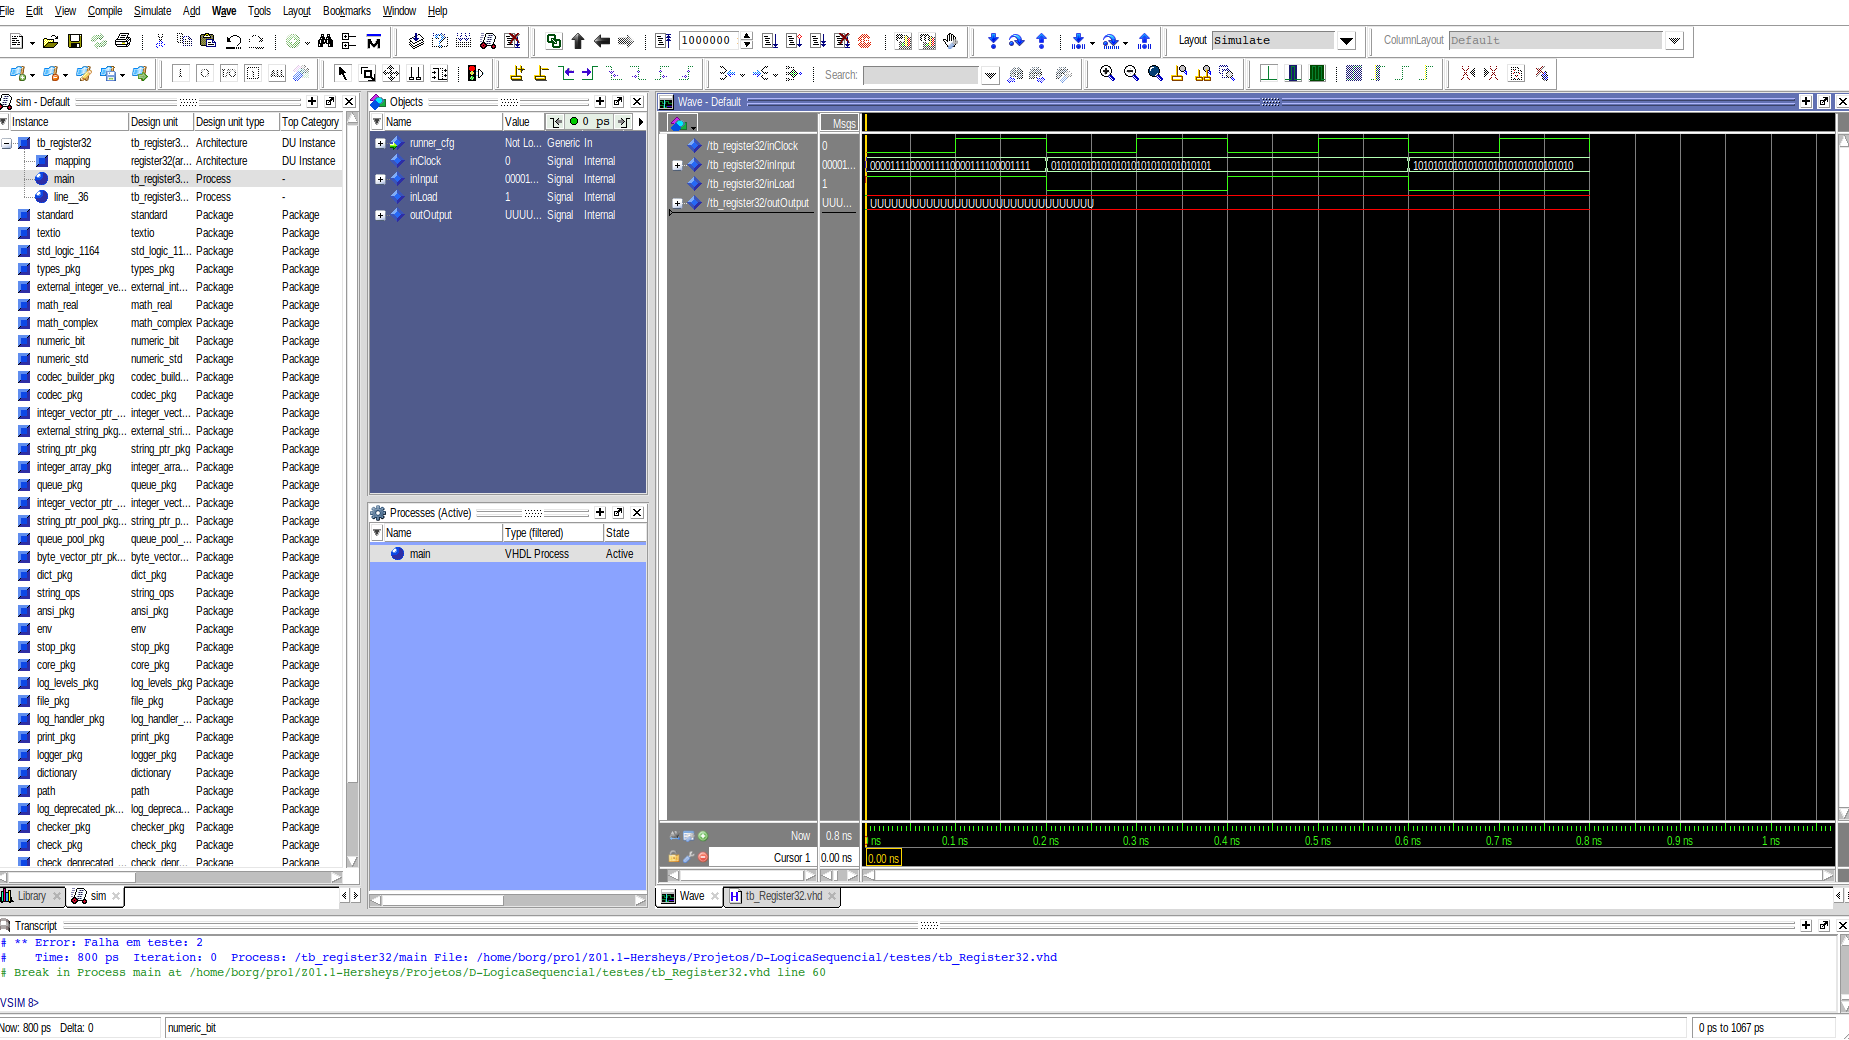 File Edit View Compile Simulate Add Wave Tools Layout Bookmarks Window Help
1000000 Layout Simulate ColumnLayout Default
Search:
sim - Default
Instance Design unit Design unit type Top Category
tb_register32 tb_register3... Architecture DU Instance
mapping register32(ar... Architecture DU Instance
main tb_register3... Process -
line__36 tb_register3... Process -
standard standard Package Package
textio textio Package Package
std_logic_1164 std_logic_11... Package Package
types_pkg types_pkg Package Package
external_integer_ve... external_int... Package Package
math_real math_real Package Package
math_complex math_complex Package Package
numeric_bit numeric_bit Package Package
numeric_std numeric_std Package Package
codec_builder_pkg codec_build... Package Package
codec_pkg codec_pkg Package Package
integer_vector_ptr_... integer_vect... Package Package
external_string_pkg... external_stri... Package Package
string_ptr_pkg string_ptr_pkg Package Package
integer_array_pkg integer_arra... Package Package
queue_pkg queue_pkg Package Package
integer_vector_ptr_... integer_vect... Package Package
string_ptr_pool_pkg... string_ptr_p... Package Package
queue_pool_pkg queue_pool_... Package Package
byte_vector_ptr_pk... byte_vector... Package Package
dict_pkg dict_pkg Package Package
string_ops string_ops Package Package
ansi_pkg ansi_pkg Package Package
env env Package Package
stop_pkg stop_pkg Package Package
core_pkg core_pkg Package Package
log_levels_pkg log_levels_pkg Package Package
file_pkg file_pkg Package Package
log_handler_pkg log_handler_... Package Package
print_pkg print_pkg Package Package
logger_pkg logger_pkg Package Package
dictionary dictionary Package Package
path path Package Package
log_deprecated_pk... log_depreca... Package Package
checker_pkg checker_pkg Package Package
check_pkg check_pkg Package Package
check_deprecated_... check_depr... Package Package
Library sim
Objects
Name Value 0 ps
runner_cfg Not Lo... Generic In
inClock 0 Signal Internal
inInput 00001... Signal Internal
inLoad 1 Signal Internal
outOutput UUUU... Signal Internal
Processes (Active)
Name Type (filtered) State
main VHDL Process Active
Wave - Default
Msgs
/tb_register32/inClock 0
/tb_register32/inInput 00001... 00001111000011110000111100001111 01010101010101010101010101010101 10101010101010101010101010101010
/tb_register32/inLoad 1
/tb_register32/outOutput UUU... UUUUUUUUUUUUUUUUUUUUUUUUUUUUUUUU
Now 0.8 ns ns 0.1 ns 0.2 ns 0.3 ns 0.4 ns 0.5 ns 0.6 ns 0.7 ns 0.8 ns 0.9 ns 1 ns
Cursor 1 0.00 ns 0.00 ns
Wave tb_Register32.vhd
Transcript
# ** Error: Falha em teste: 2
# Time: 800 ps Iteration: 0 Process: /tb_register32/main File: /home/borg/pro1/Z01.1-Hersheys/Projetos/D-LogicaSequencial/testes/tb_Register32.vhd
# Break in Process main at /home/borg/pro1/Z01.1-Hersheys/Projetos/D-LogicaSequencial/testes/tb_Register32.vhd line 60
VSIM 8>
Now: 800 ps Delta: 0 numeric_bit 0 ps to 1067 ps